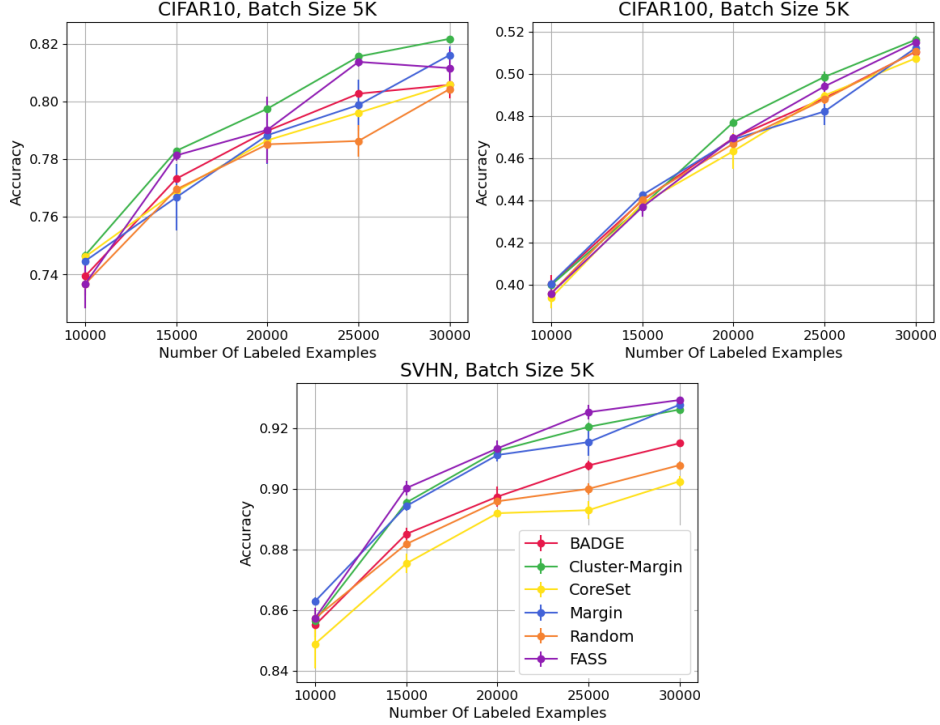 CIFAR10, Batch Size 5K
0.82
0.80
0.78
0.76
0.74
Accuracy
10000 15000 20000 25000 30000
Number Of Labeled Examples
CIFAR100, Batch Size 5K
0.52
0.50
0.48
0.46
0.44
0.42
0.40
Accuracy
10000 15000 20000 25000 30000
Number Of Labeled Examples
SVHN, Batch Size 5K
0.92
0.90
0.88
0.86
0.84
Accuracy
BADGE
Cluster-Margin
CoreSet
Margin
Random
FASS
10000 15000 20000 25000 30000
Number Of Labeled Examples